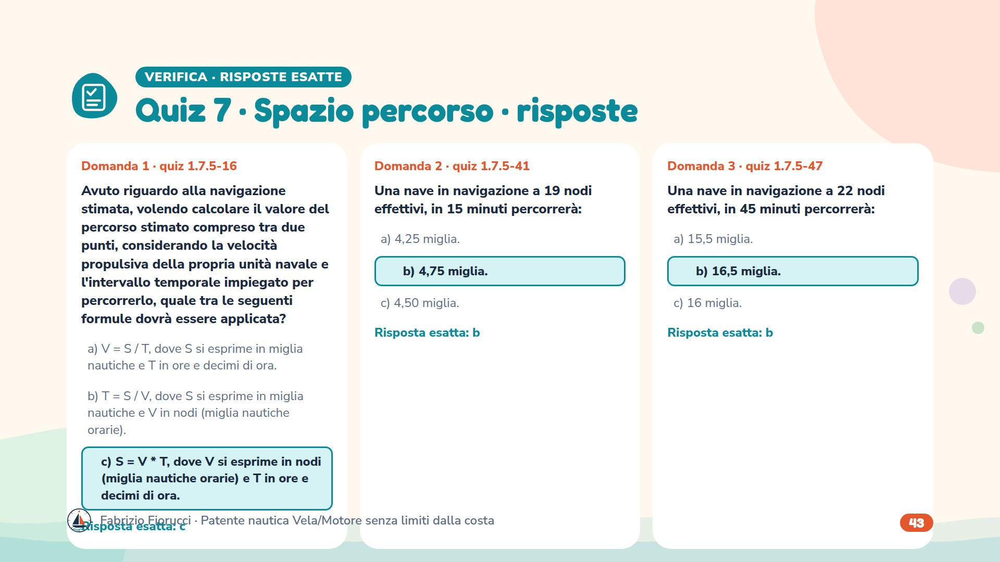 VERIFICA · RISPOSTE ESATTE
Quiz 7 · Spazio percorso · risposte
Domanda 1 · quiz 1.7.5-16
Avuto riguardo alla navigazione
stimata, volendo calcolare il valore del
percorso stimato compreso tra due
punti, considerando la velocità
propulsiva della propria unità navale e
l'intervallo temporale impiegato per
percorrerlo, quale tra le seguenti
formule dovrà essere applicata?
a) V = S / T, dove S si esprime in miglia
nautiche e T in ore e decimi di ora.
b) T = S / V, dove S si esprime in miglia
nautiche e V in nodi (miglia nautiche
orarie).
c) S = V * T, dove V si esprime in nodi
(miglia nautiche orarie) e T in ore e
decimi di ora.
Risposta esatta: c
Domanda 2 · quiz 1.7.5-41
Una nave in navigazione a 19 nodi
effettivi, in 15 minuti percorrerà:
a) 4,25 miglia.
b) 4,75 miglia.
c) 4,50 miglia.
Risposta esatta: b
Domanda 3 · quiz 1.7.5-47
Una nave in navigazione a 22 nodi
effettivi, in 45 minuti percorrerà:
a) 15,5 miglia.
b) 16,5 miglia.
c) 16 miglia.
Risposta esatta: b
Fabrizio Fiorucci · Patente nautica Vela/Motore senza limiti dalla costa
43